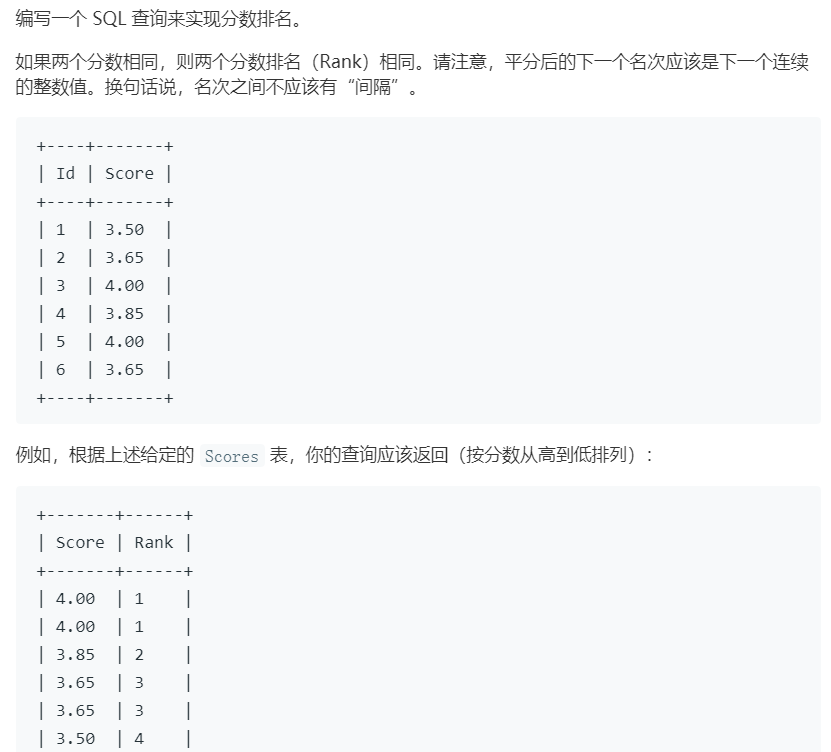 编写一个 SQL 查询来实现分数排名。
如果两个分数相同，则两个分数排名（Rank）相同。请注意，平分后的下一个名次应该是下一个连续
的整数值。换句话说，名次之间不应该有“间隔”。
+----+-------+
| Id | Score |
+----+-------+
| 1  | 3.50  |
| 2  | 3.65  |
| 3  | 4.00  |
| 4  | 3.85  |
| 5  | 4.00  |
| 6  | 3.65  |
+----+-------+
例如，根据上述给定的 Scores 表，你的查询应该返回（按分数从高到低排列）：
+-------+------+
| Score | Rank |
+-------+------+
| 4.00  | 1    |
| 4.00  | 1    |
| 3.85  | 2    |
| 3.65  | 3    |
| 3.65  | 3    |
| 3.50  | 4    |